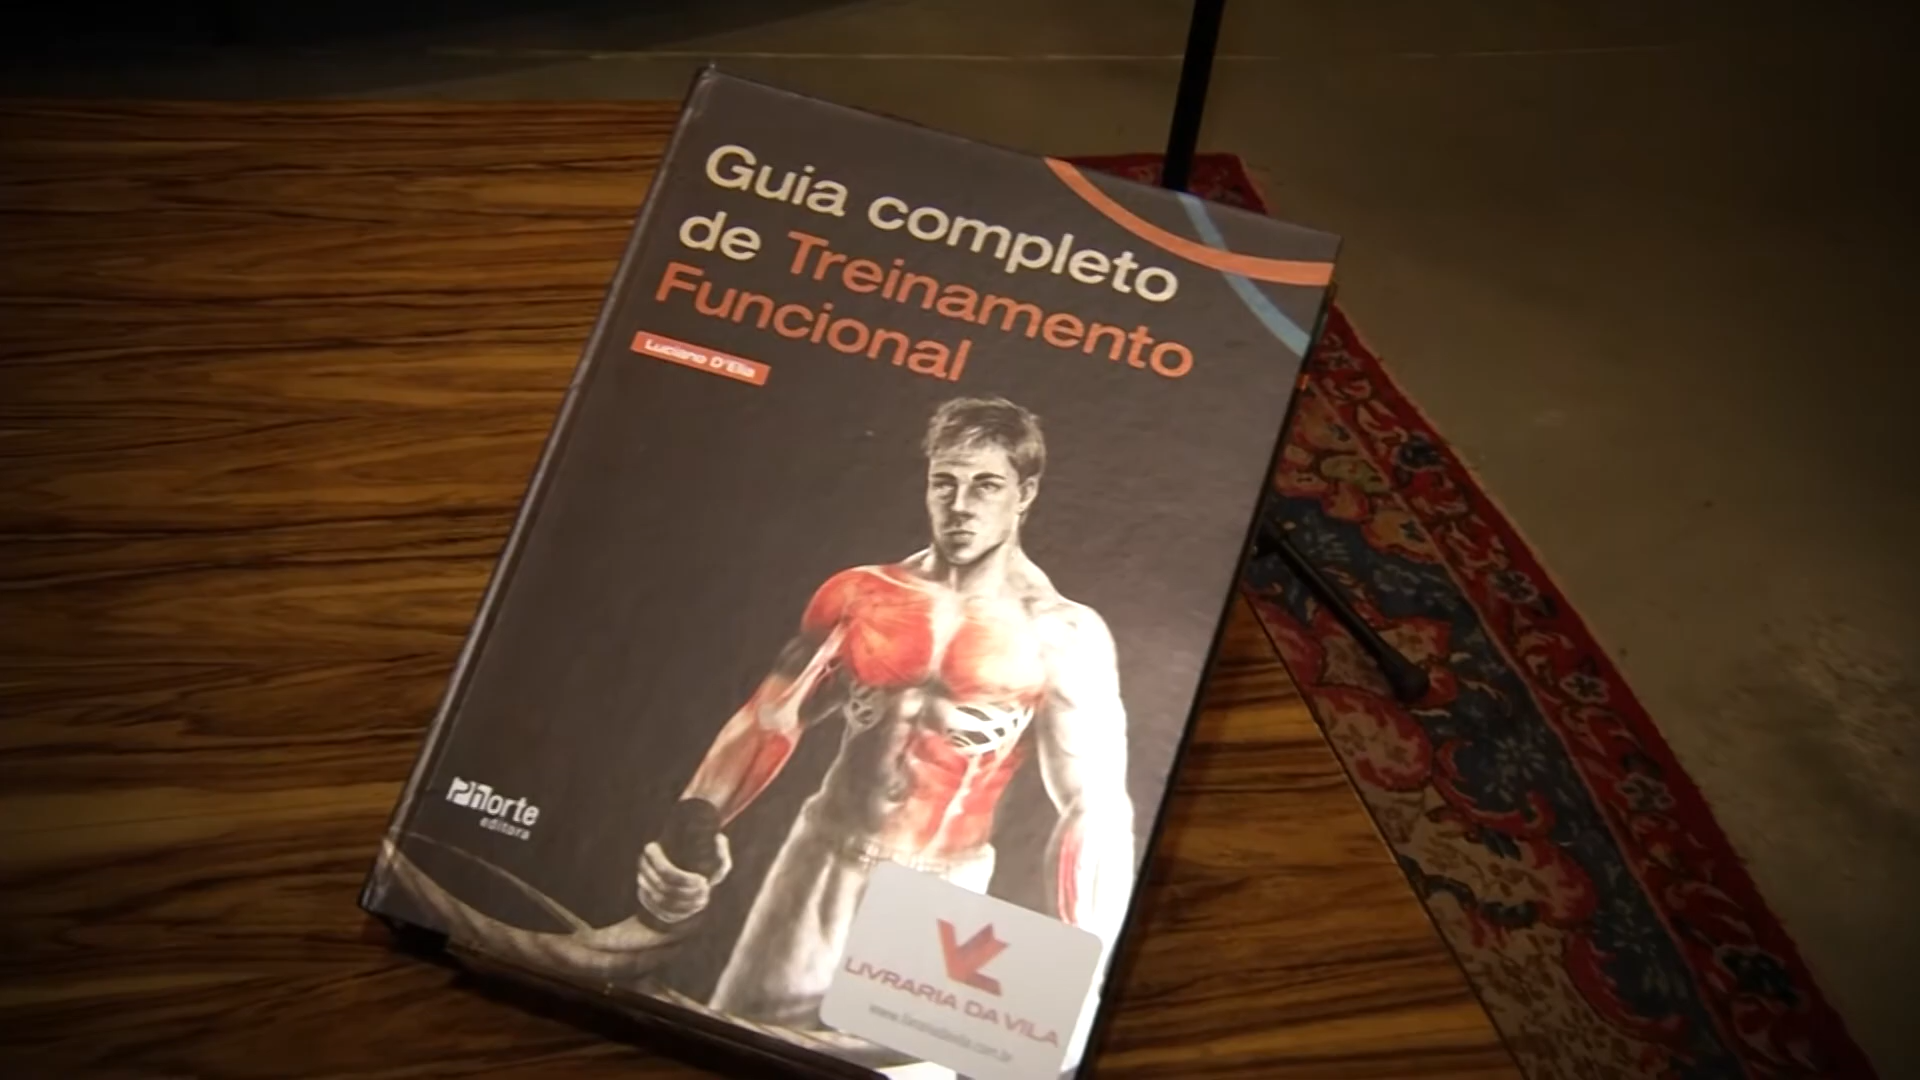 Guia completo
de Treinamento
Funcional
Luciano D'Elia
Phorte
editora
LIVRARIA DA VILA